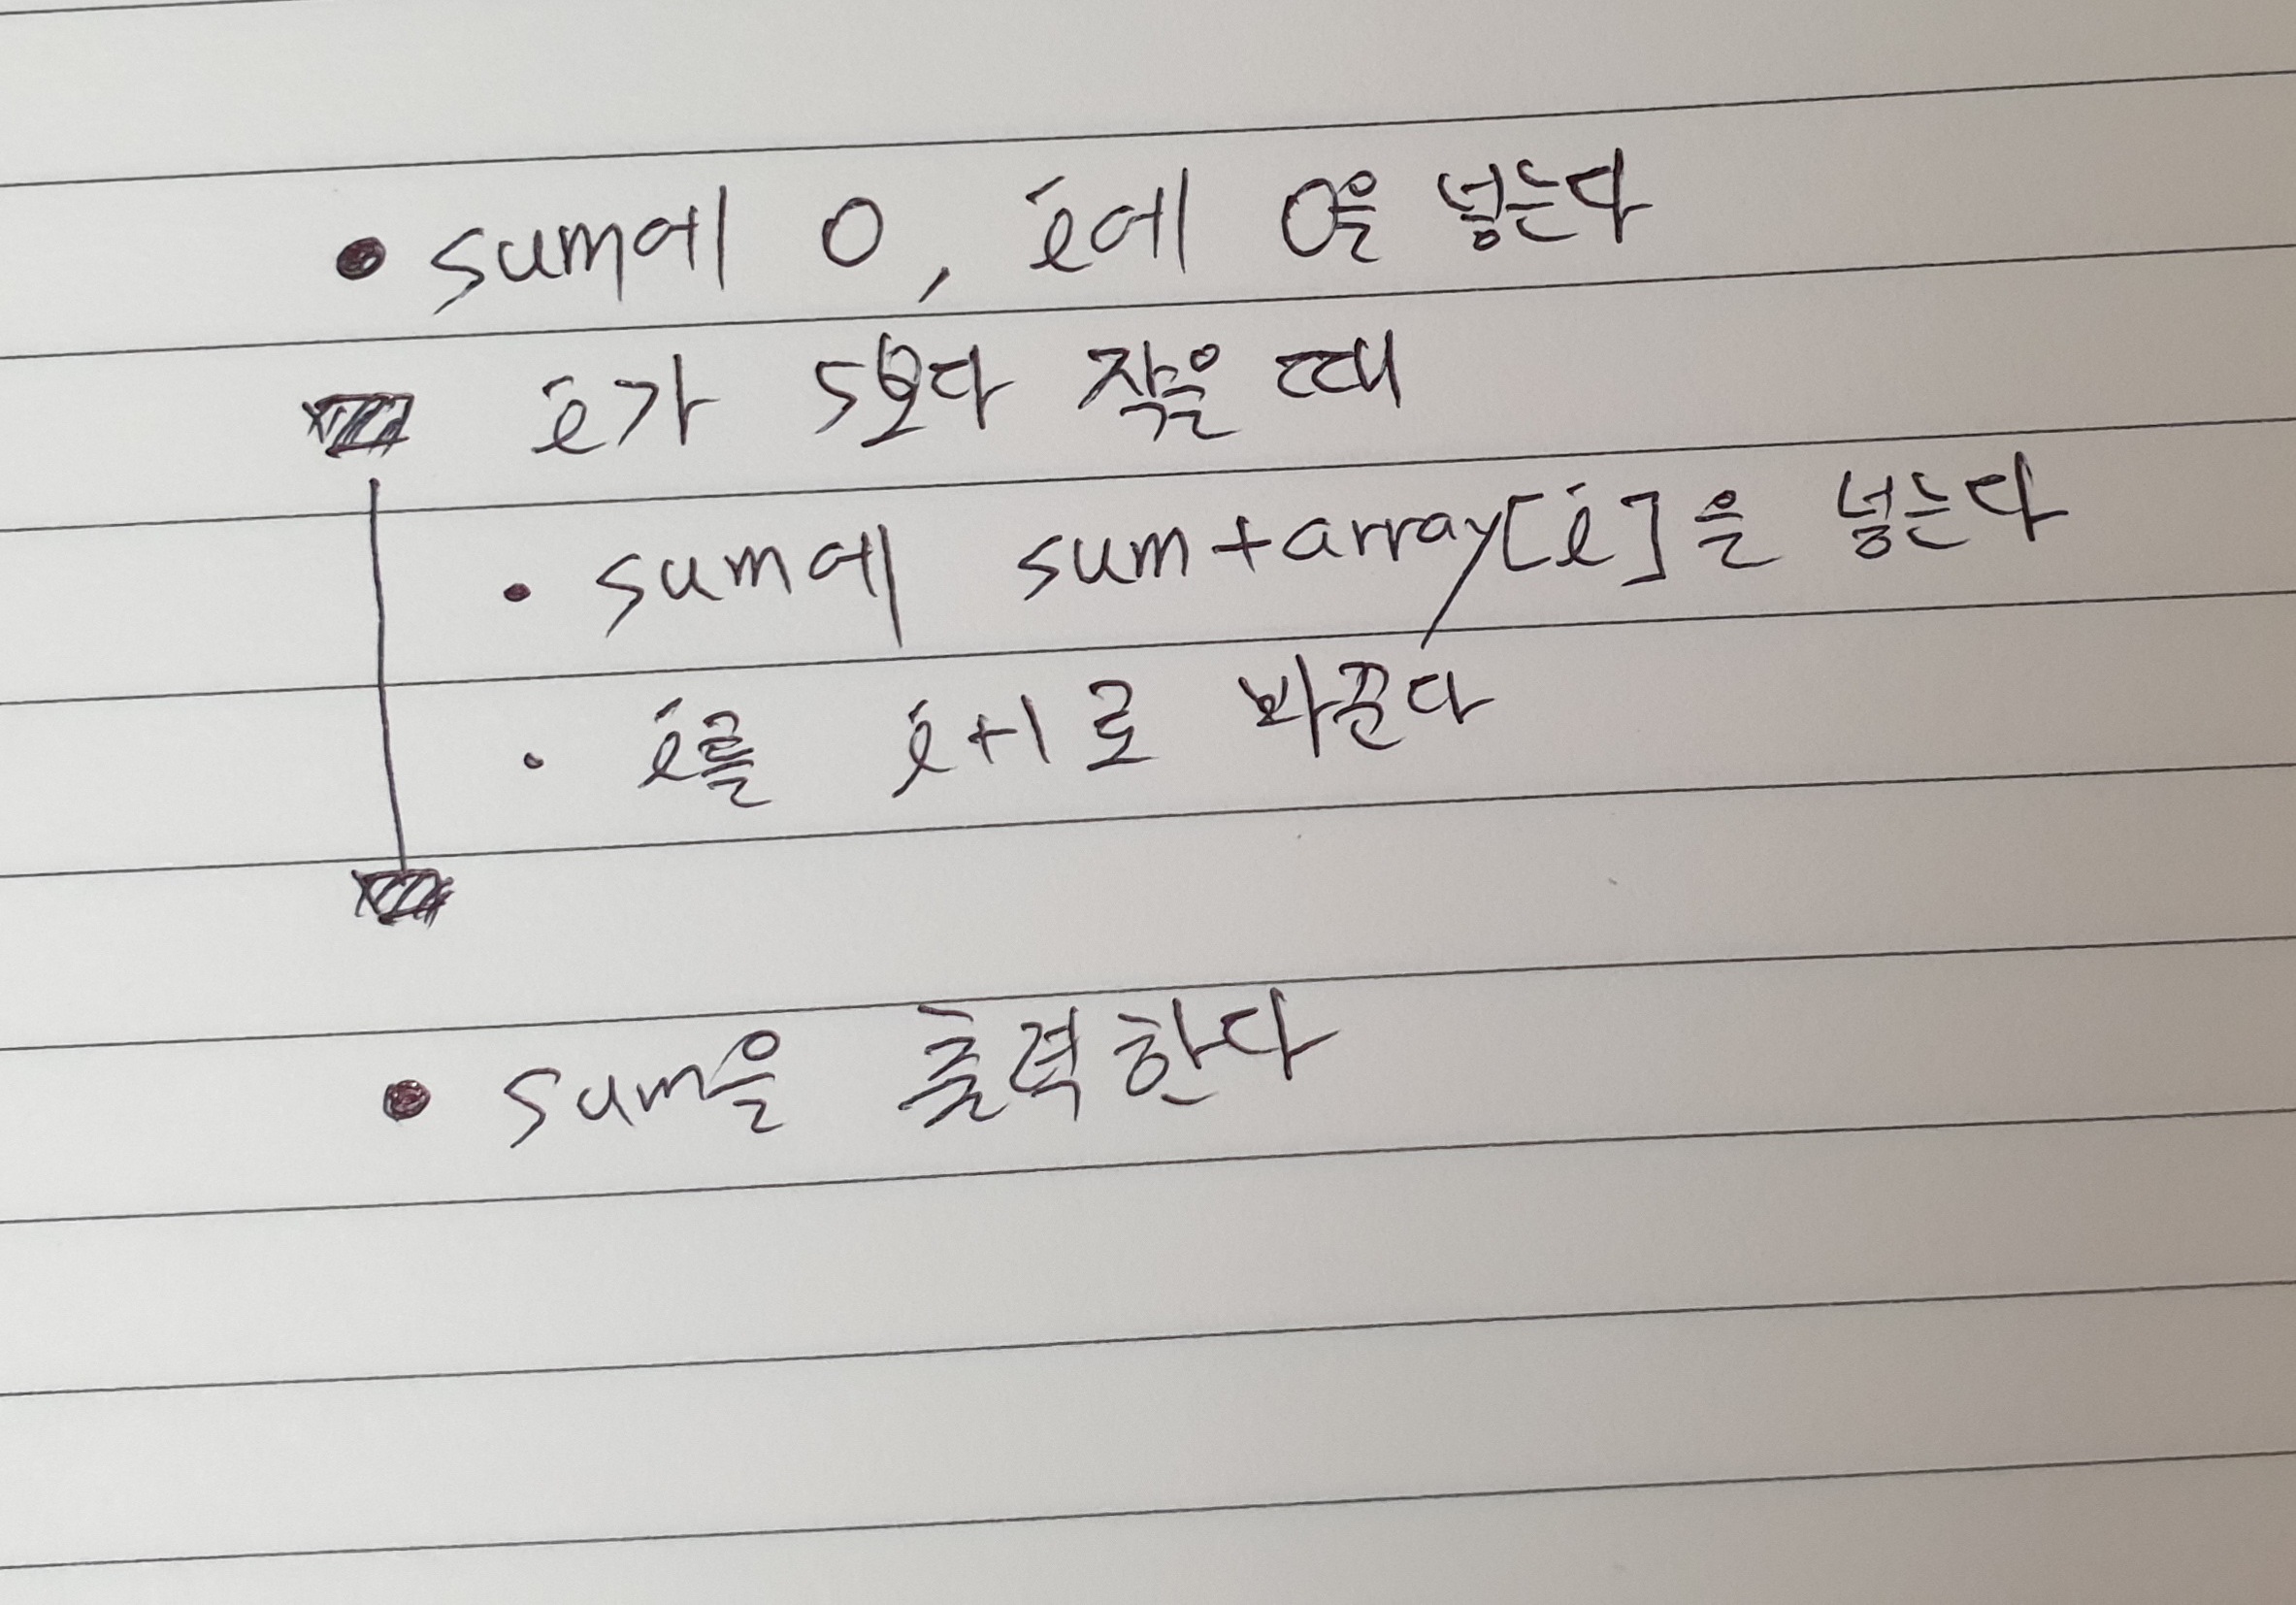 • sum에 0, i에 0을 넣는다
i가 5보다 작을 때
• sum에 sum+array[i]을 넣는다
• i를 i+1로 바꾼다
• sum을 출력한다